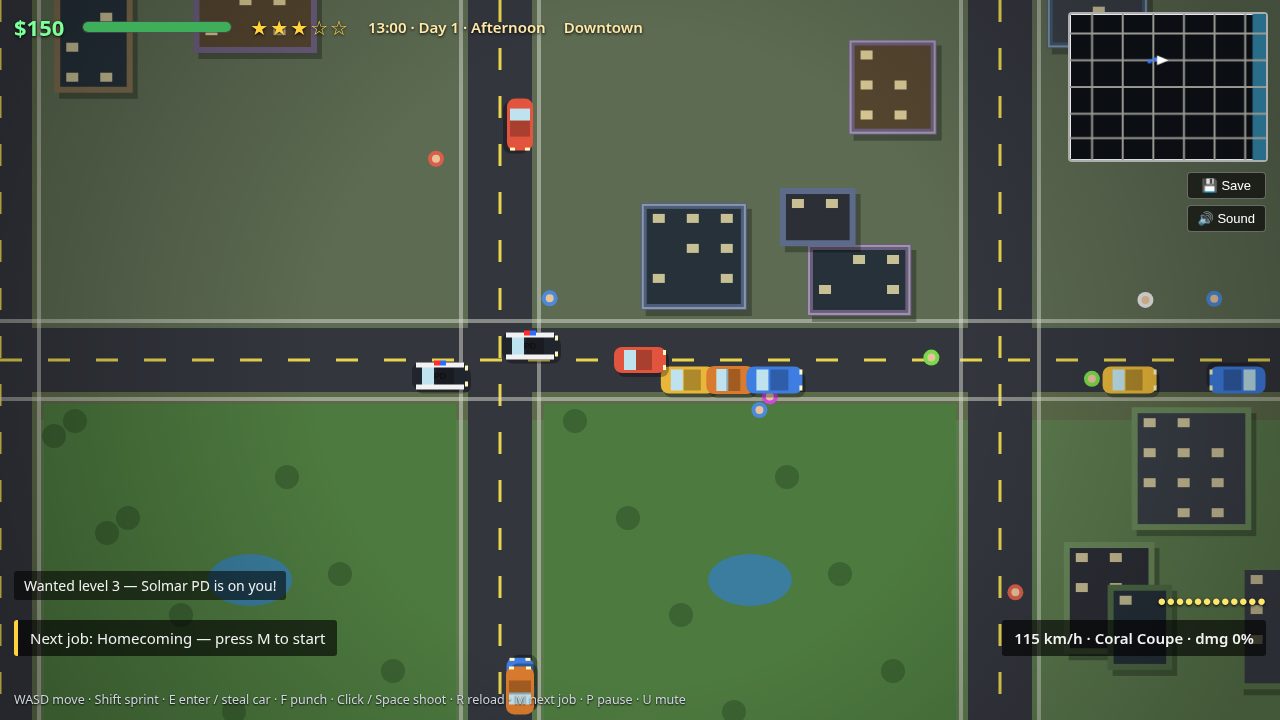 $150 ★★★☆☆ 13:00 · Day 1 · Afternoon Downtown
💾 Save
🔊 Sound
Wanted level 3 — Solmar PD is on you!
Next job: Homecoming — press M to start
115 km/h · Coral Coupe · dmg 0%
WASD move · Shift sprint · E enter / steal car · F punch · Click / Space shoot · R reload · M next job · P pause · U mute